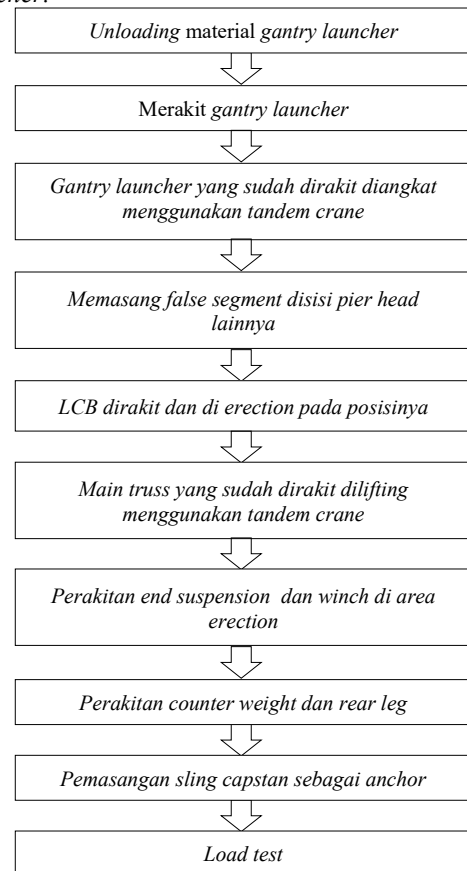 Unloading material gantry launcher
Merakit gantry launcher
Gantry launcher yang sudah dirakit diangkat
menggunakan tandem crane
Memasang false segment disisi pier head
lainnya
LCB dirakit dan di erection pada posisinya
Main truss yang sudah dirakit dilifting
menggunakan tandem crane
Perakitan end suspension dan winch di area
erection
Perakitan counter weight dan rear leg
Pemasangan sling capstan sebagai anchor
Load test